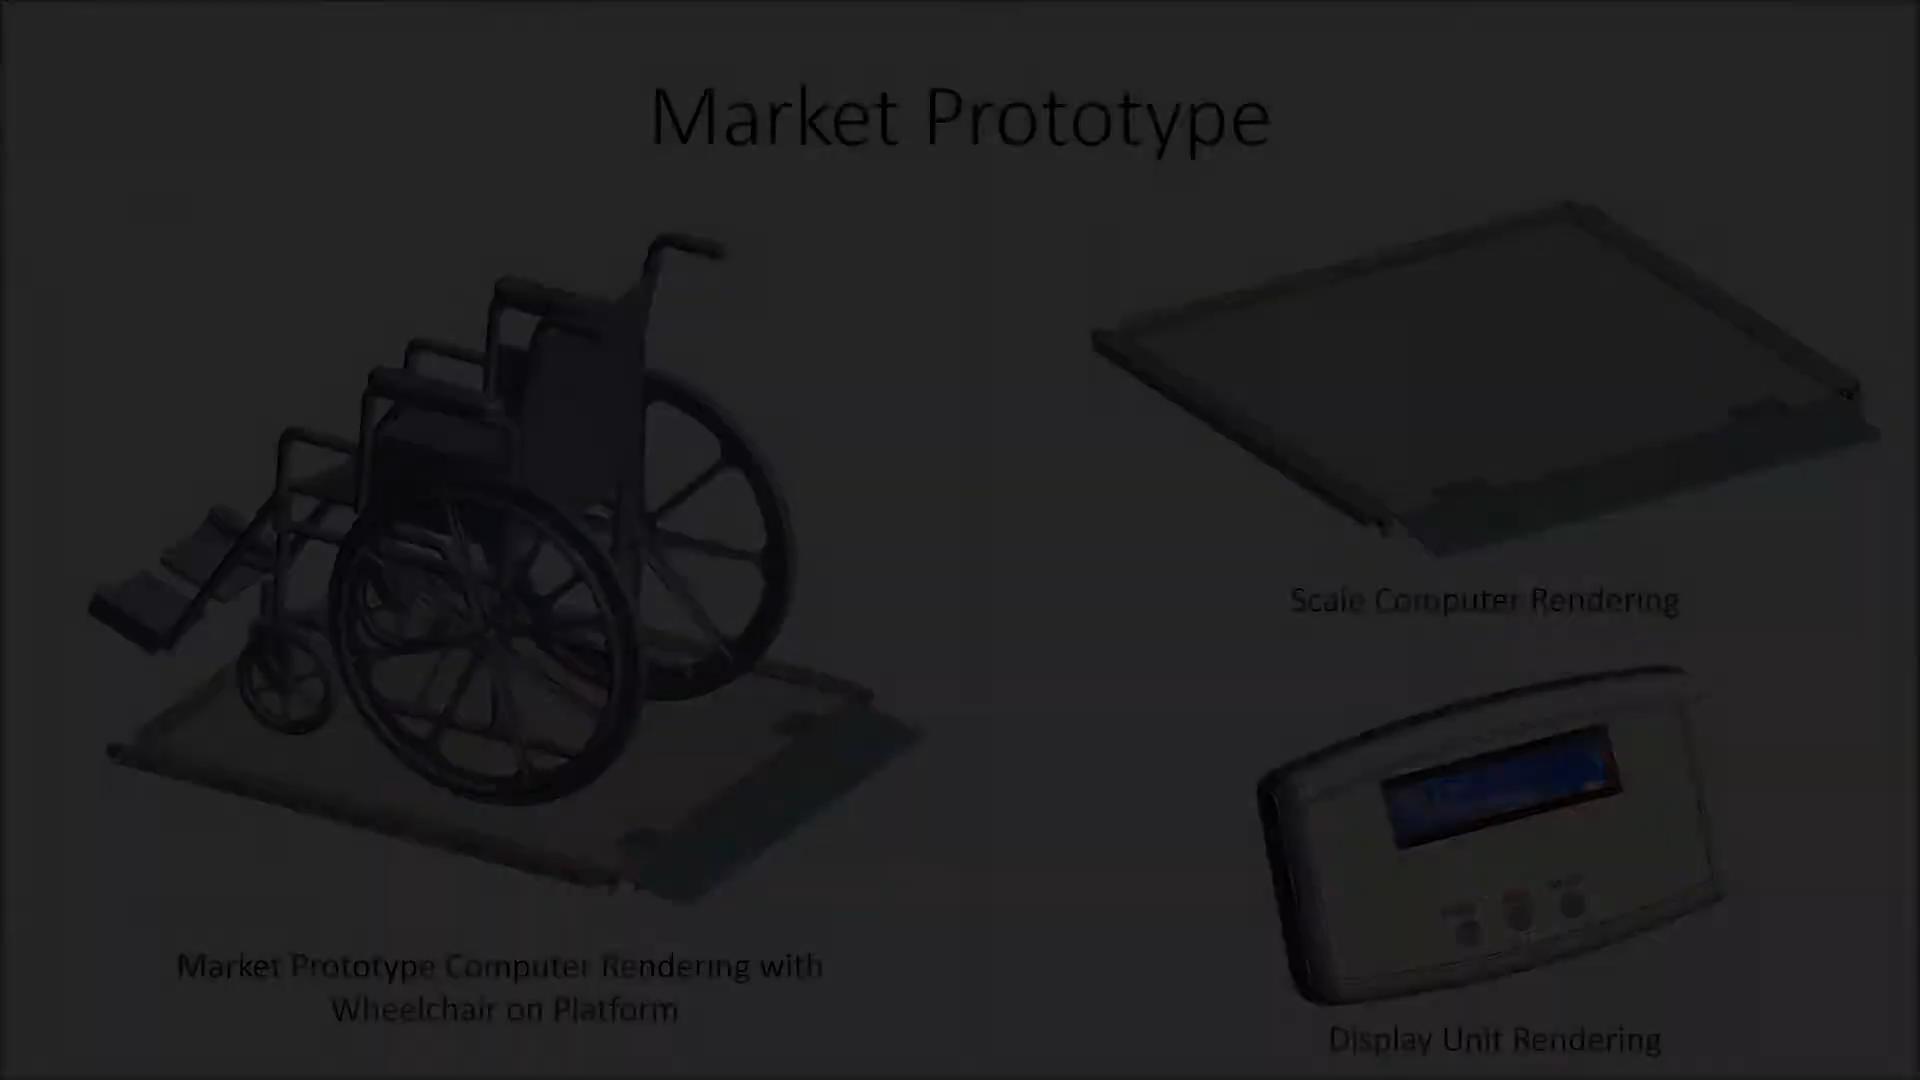 Market Prototype
Scale Computer Rendering
Market Prototype Computer Rendering with
Wheelchair on Platform
Display Unit Rendering